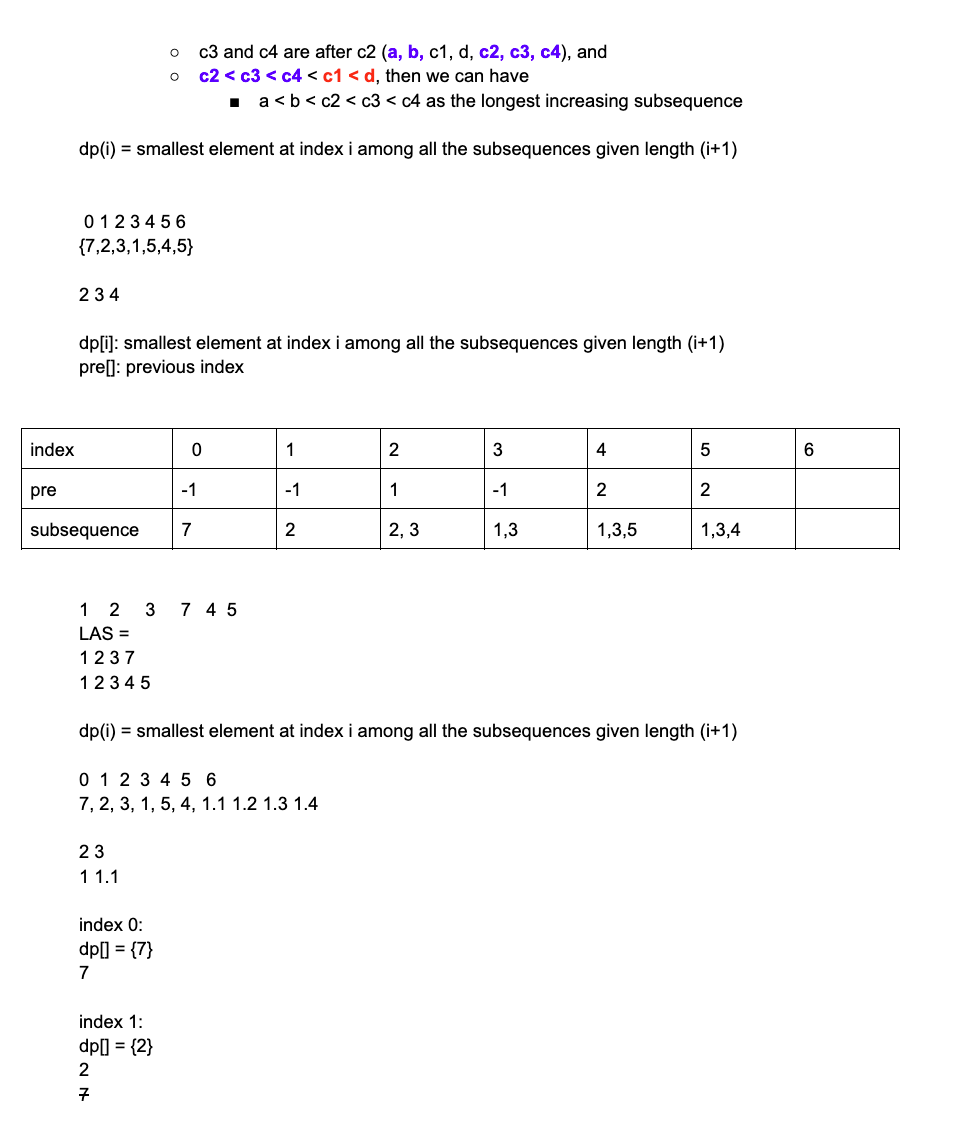 ○ c3 and c4 are after c2 (a, b, c1, d, c2, c3, c4), and
○ c2 < c3 < c4 < c1 < d, then we can have
■ a < b < c2 < c3 < c4 as the longest increasing subsequence
dp(i) = smallest element at index i among all the subsequences given length (i+1)
0 1 2 3 4 5 6
{7,2,3,1,5,4,5}
2 3 4
dp[i]: smallest element at index i among all the subsequences given length (i+1)
pre[]: previous index
index 0 1 2 3 4 5 6
pre -1 -1 1 -1 2 2
subsequence 7 2 2, 3 1,3 1,3,5 1,3,4
1 2 3 7 4 5
LAS =
1 2 3 7
1 2 3 4 5
dp(i) = smallest element at index i among all the subsequences given length (i+1)
0 1 2 3 4 5 6
7, 2, 3, 1, 5, 4, 1.1 1.2 1.3 1.4
2 3
1 1.1
index 0:
dp[] = {7}
7
index 1:
dp[] = {2}
2
7